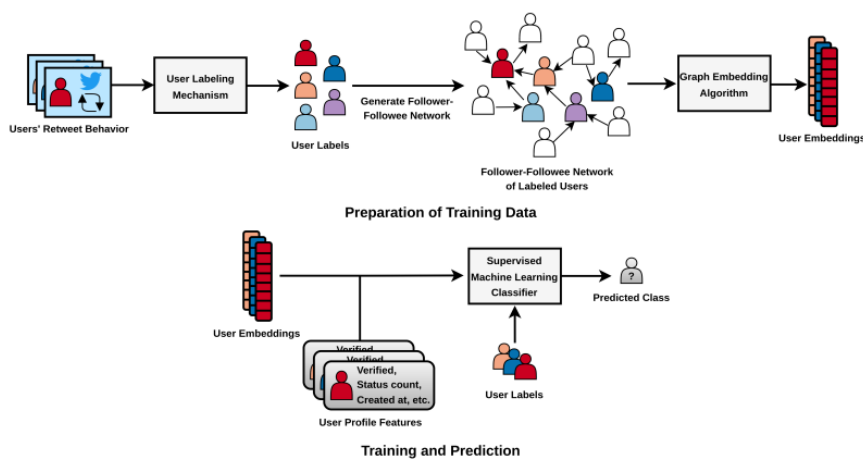 Users' Retweet Behavior
User Labeling
Mechanism
User Labels
Generate Follower-
Followee Network
Follower-Followee Network
of Labeled Users
Graph Embedding
Algorithm
User Embeddings
Preparation of Training Data
User Embeddings
Verified,
Verified,
Verified,
Status count,
Created at, etc.
User Profile Features
Supervised
Machine Learning
Classifier
User Labels
?
Predicted Class
Training and Prediction